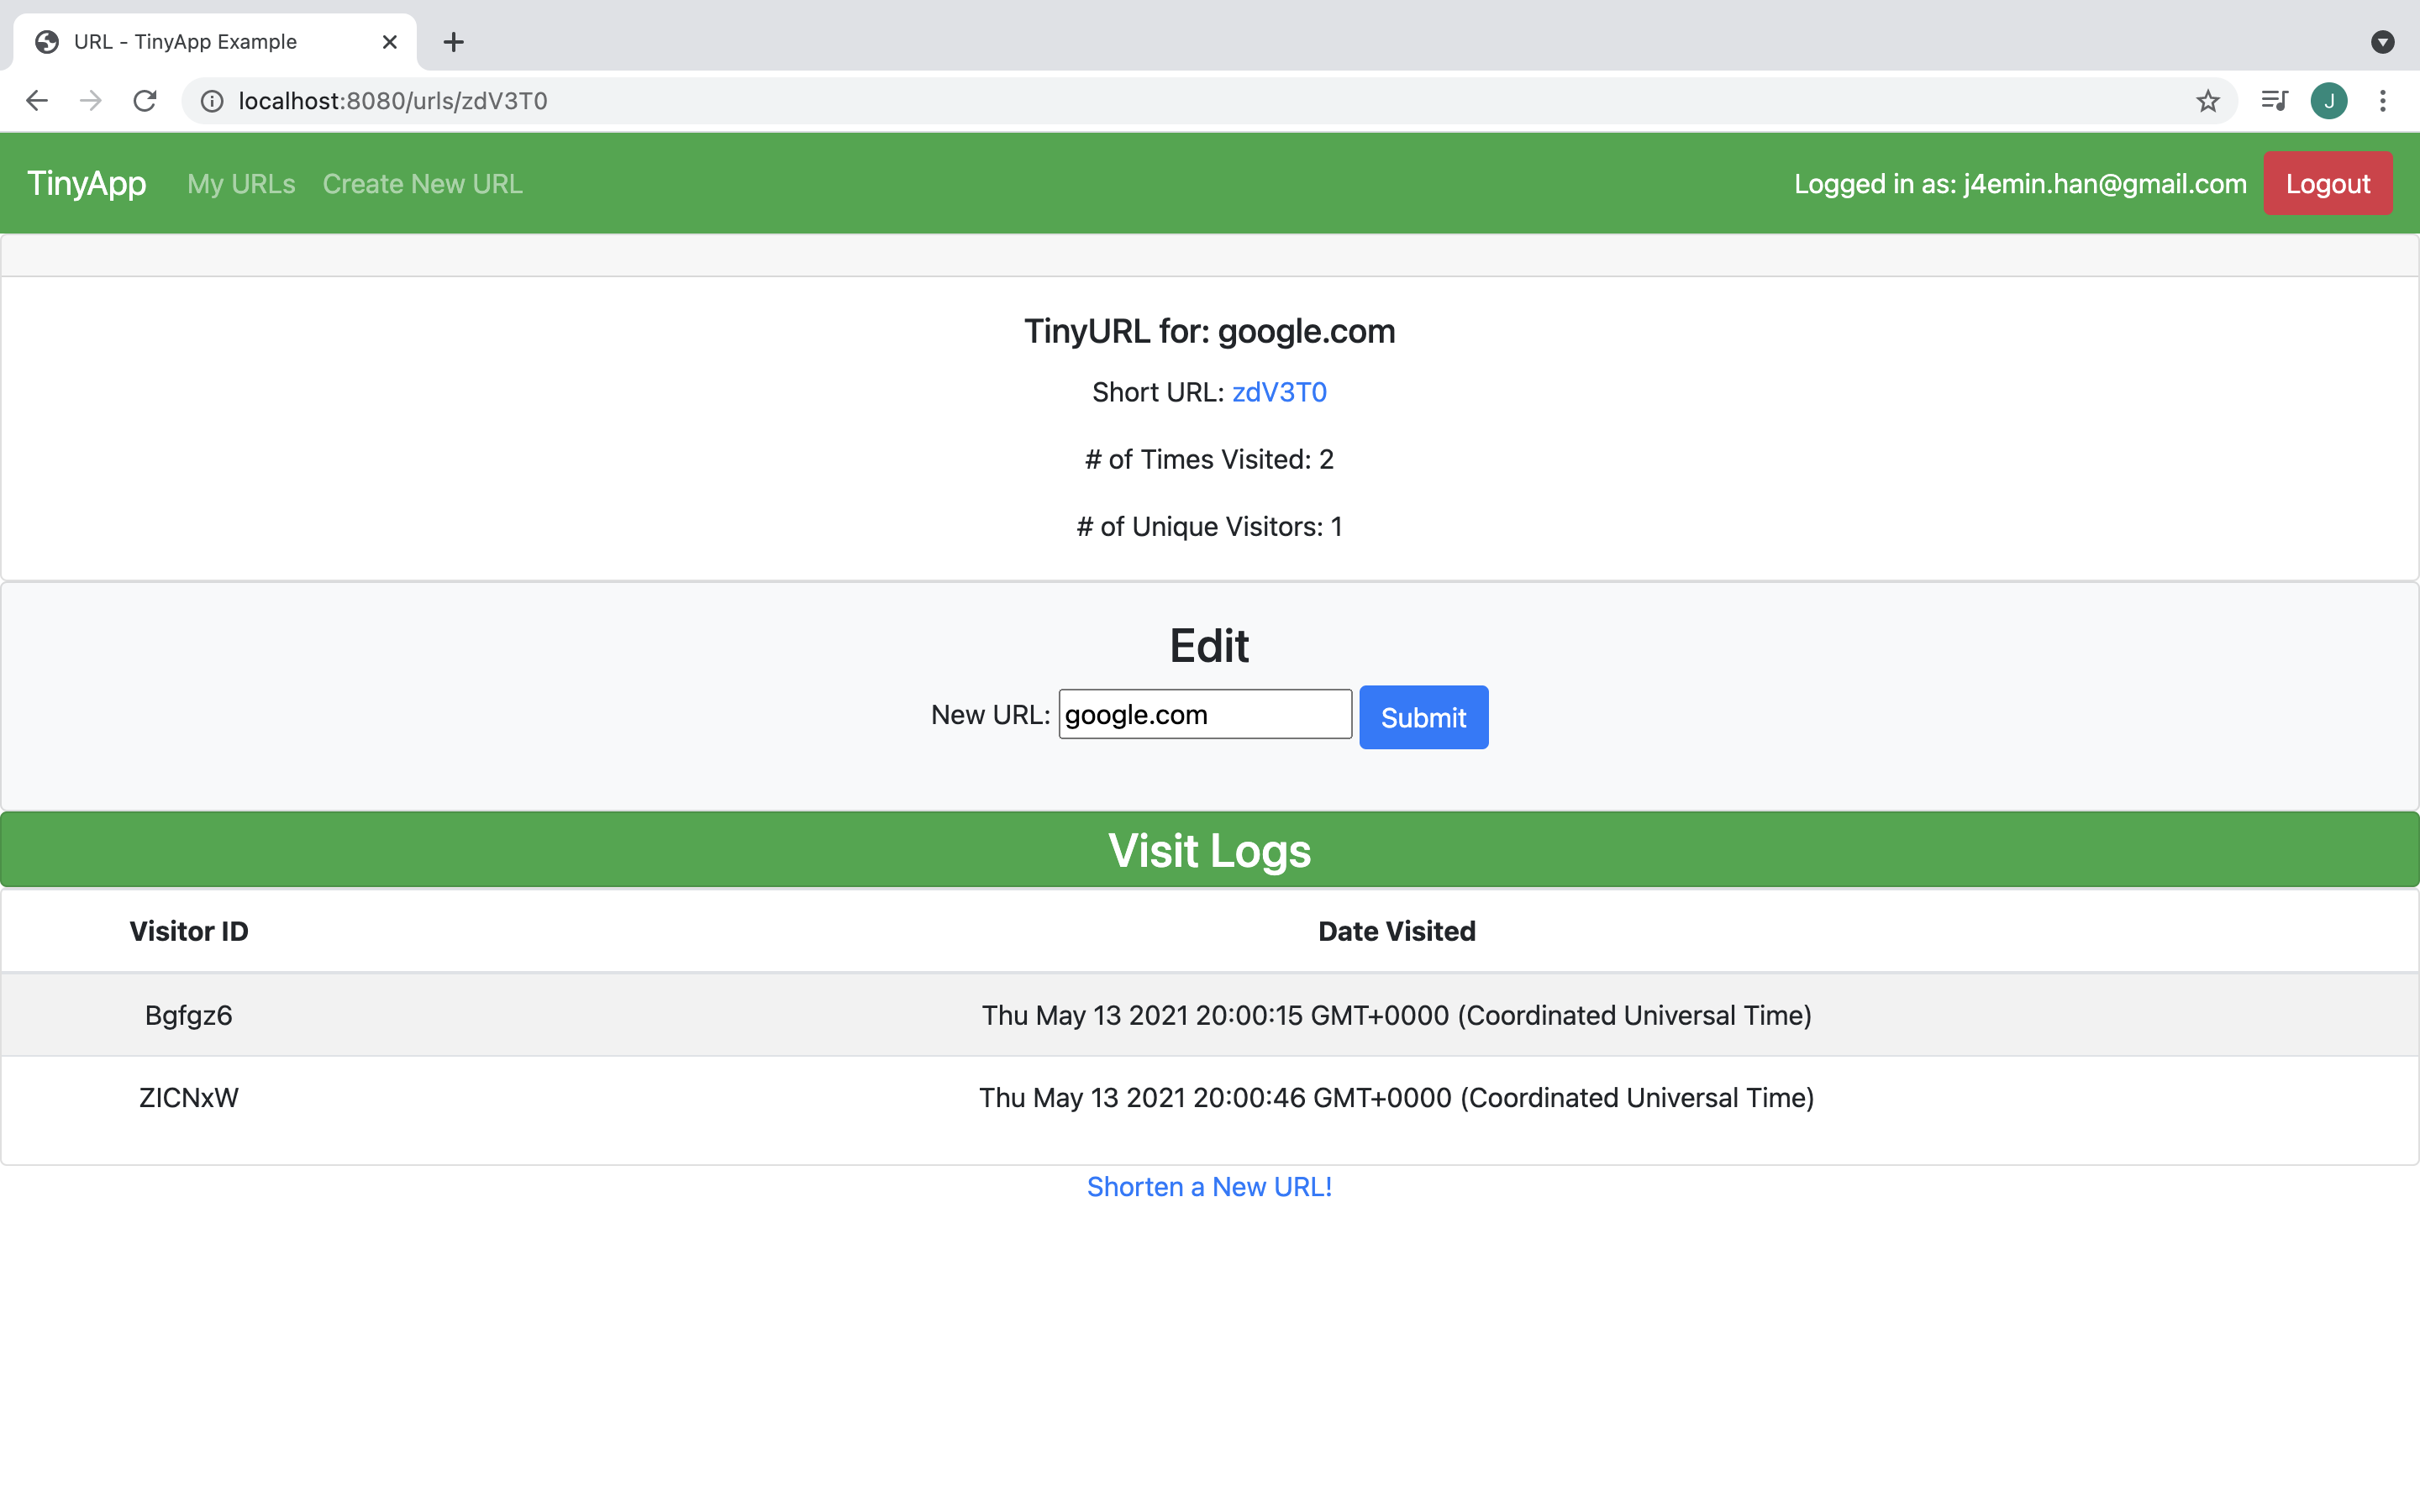 URL - TinyApp Example
localhost:8080/urls/zdV3T0
J
TinyApp My URLs Create New URL Logged in as: j4emin.han@gmail.com Logout
TinyURL for: google.com
Short URL: zdV3T0
# of Times Visited: 2
# of Unique Visitors: 1
Edit
New URL: google.com Submit
Visit Logs
Visitor ID Date Visited
Bgfgz6 Thu May 13 2021 20:00:15 GMT+0000 (Coordinated Universal Time)
ZICNxW Thu May 13 2021 20:00:46 GMT+0000 (Coordinated Universal Time)
Shorten a New URL!